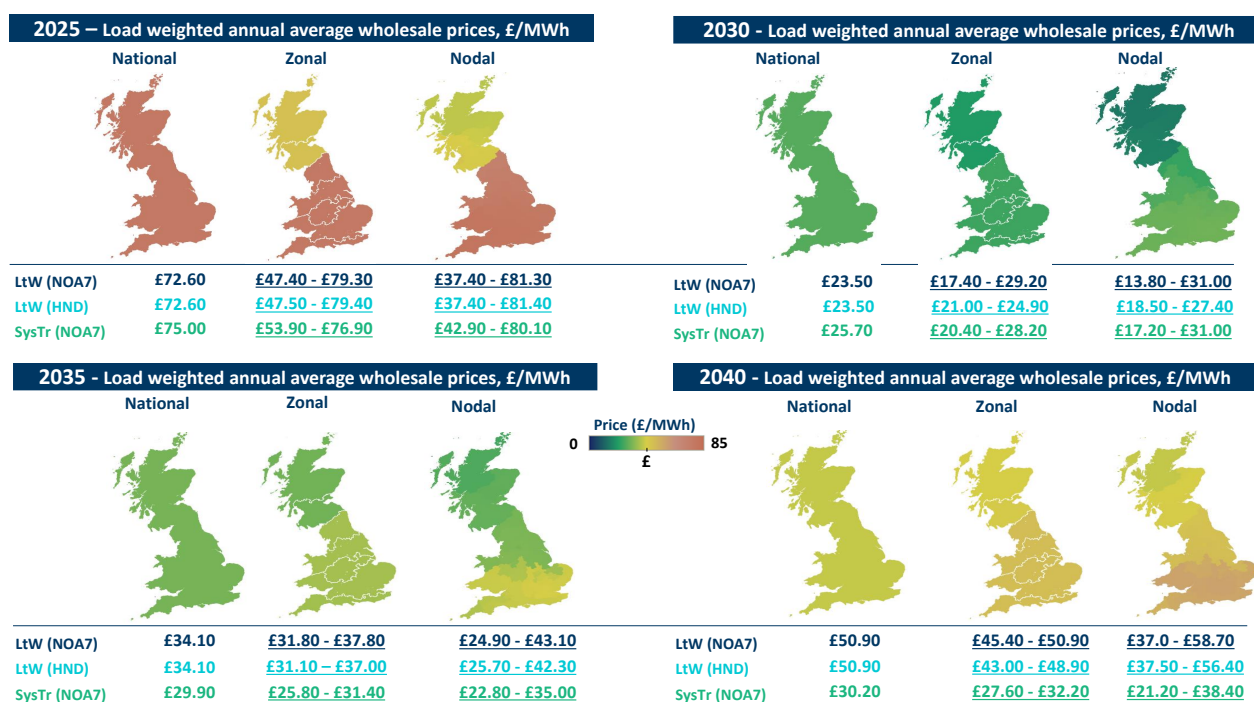 2025 – Load weighted annual average wholesale prices, £/MWh
National Zonal Nodal
LtW (NOA7) £72.60 £47.40 - £79.30 £37.40 - £81.30
LtW (HND) £72.60 £47.50 - £79.40 £37.40 - £81.40
SysTr (NOA7) £75.00 £53.90 - £76.90 £42.90 - £80.10
2030 - Load weighted annual average wholesale prices, £/MWh
National Zonal Nodal
LtW (NOA7) £23.50 £17.40 - £29.20 £13.80 - £31.00
LtW (HND) £23.50 £21.00 - £24.90 £18.50 - £27.40
SysTr (NOA7) £25.70 £20.40 - £28.20 £17.20 - £31.00
2035 - Load weighted annual average wholesale prices, £/MWh
National Zonal Nodal
LtW (NOA7) £34.10 £31.80 - £37.80 £24.90 - £43.10
LtW (HND) £34.10 £31.10 – £37.00 £25.70 - £42.30
SysTr (NOA7) £29.90 £25.80 - £31.40 £22.80 - £35.00
Price (£/MWh)
0 85
£
2040 - Load weighted annual average wholesale prices, £/MWh
National Zonal Nodal
LtW (NOA7) £50.90 £45.40 - £50.90 £37.0 - £58.70
LtW (HND) £50.90 £43.00 - £48.90 £37.50 - £56.40
SysTr (NOA7) £30.20 £27.60 - £32.20 £21.20 - £38.40